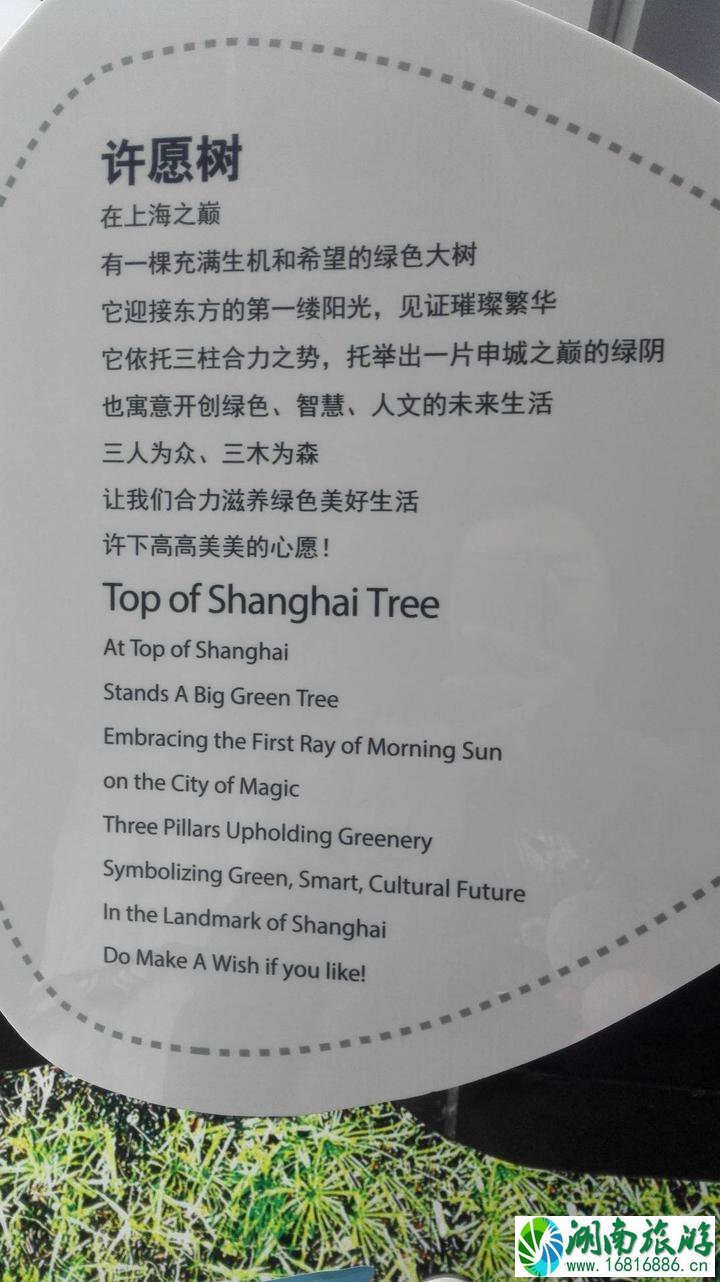 许愿树
在上海之巅
有一棵充满生机和希望的绿色大树
它迎接东方的第一缕阳光，见证璀璨繁华
它依托三柱合力之势，托举出一片申城之巅的绿阴
也寓意开创绿色、智慧、人文的未来生活
三人为众、三木为森
让我们合力滋养绿色美好生活
许下高高美美的心愿！
Top of Shanghai Tree
At Top of Shanghai
Stands A Big Green Tree
Embracing the First Ray of Morning Sun
on the City of Magic
Three Pillars Upholding Greenery
Symbolizing Green, Smart, Cultural Future
In the Landmark of Shanghai
Do Make A Wish if you like!
湖南旅游
www.16816886.cn